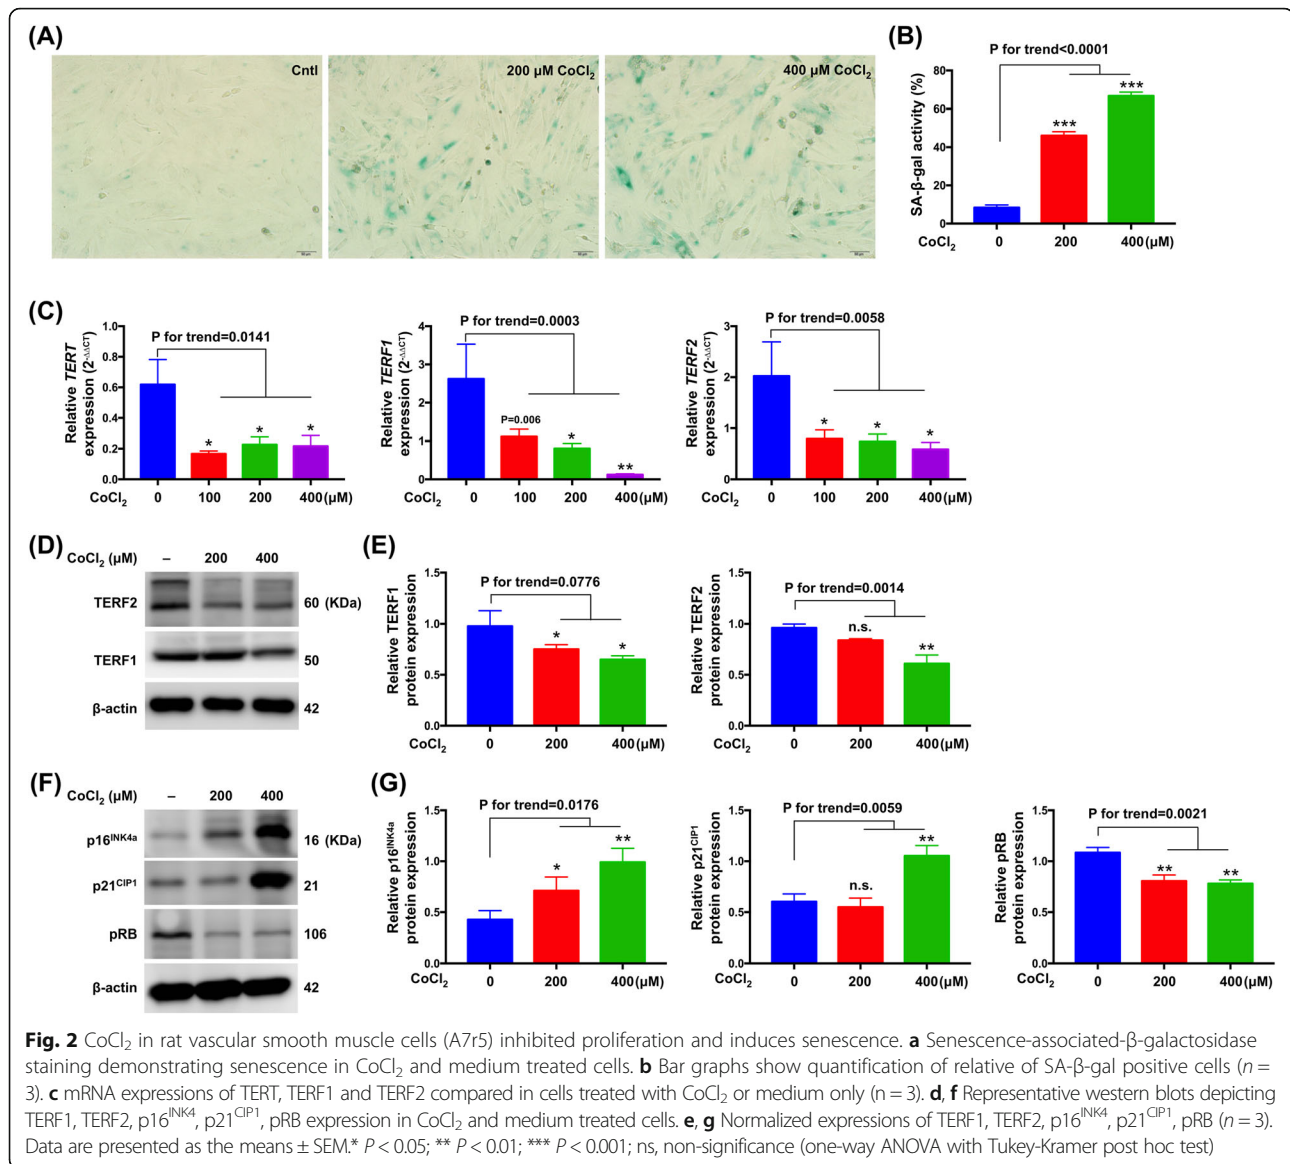 (A)
Cntl
200 µM CoCl₂
400 µM CoCl₂
(B)
P for trend<0.0001
SA-β-gal activity (%)
80
60
40
20
0
***
***
CoCl₂
0
200
400(µM)
(C)
P for trend=0.0141
Relative TERT
expression (2-ΔΔCT)
0.8
0.6
0.4
0.2
0.0
*
*
*
CoCl₂
0
100
200
400(µM)
P for trend=0.0003
Relative TERF1
expression (2-ΔΔCT)
4
3
2
1
0
P=0.006
*
**
CoCl₂
0
100
200
400(µM)
P for trend=0.0058
Relative TERF2
expression (2-ΔΔCT)
3
2
1
0
*
*
*
CoCl₂
0
100
200
400(µM)
(D)
CoCl₂ (µM)
–
200
400
TERF2
60 (KDa)
TERF1
50
β-actin
42
(E)
P for trend=0.0776
Relative TERF1
protein expression
1.5
1.0
0.5
0.0
*
*
CoCl₂
0
200
400(µM)
P for trend=0.0014
Relative TERF2
protein expression
1.5
1.0
0.5
0.0
n.s.
**
CoCl₂
0
200
400(µM)
(F)
CoCl₂ (µM)
–
200
400
p16INK4a
16 (KDa)
p21CIP1
21
pRB
106
β-actin
42
(G)
P for trend=0.0176
Relative p16INK4a
protein expression
1.5
1.0
0.5
0.0
*
**
CoCl₂
0
200
400(µM)
P for trend=0.0059
Relative p21CIP1
protein expression
1.5
1.0
0.5
0.0
n.s.
**
CoCl₂
0
200
400(µM)
P for trend=0.0021
Relative pRB
protein expression
1.5
1.0
0.5
0.0
**
**
CoCl₂
0
200
400(µM)
Fig. 2 CoCl₂ in rat vascular smooth muscle cells (A7r5) inhibited proliferation and induces senescence. a Senescence-associated-β-galactosidase
staining demonstrating senescence in CoCl₂ and medium treated cells. b Bar graphs show quantification of relative of SA-β-gal positive cells (n =
3). c mRNA expressions of TERT, TERF1 and TERF2 compared in cells treated with CoCl₂ or medium only (n = 3). d, f Representative western blots depicting
TERF1, TERF2, p16INK4, p21CIP1, pRB expression in CoCl₂ and medium treated cells. e, g Normalized expressions of TERF1, TERF2, p16INK4, p21CIP1, pRB (n = 3).
Data are presented as the means ± SEM.* P < 0.05; ** P < 0.01; *** P < 0.001; ns, non-significance (one-way ANOVA with Tukey-Kramer post hoc test)